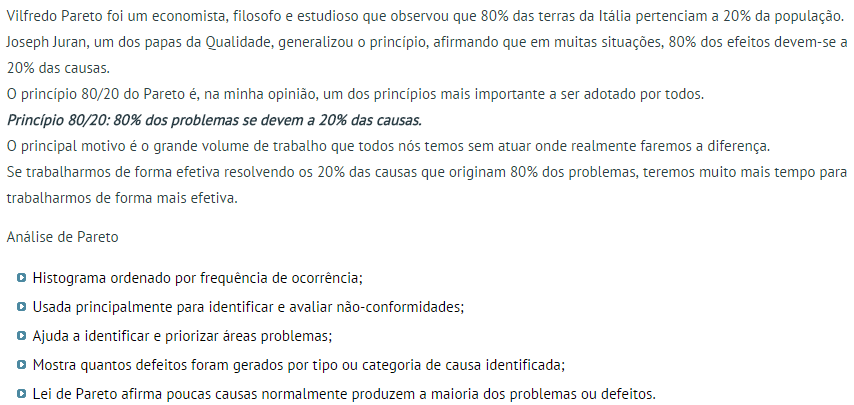 Vilfredo Pareto foi um economista, filosofo e estudioso que observou que 80% das terras da Itália pertenciam a 20% da população.
Joseph Juran, um dos papas da Qualidade, generalizou o princípio, afirmando que em muitas situações, 80% dos efeitos devem-se a
20% das causas.
O princípio 80/20 do Pareto é, na minha opinião, um dos princípios mais importante a ser adotado por todos.
Princípio 80/20: 80% dos problemas se devem a 20% das causas.
O principal motivo é o grande volume de trabalho que todos nós temos sem atuar onde realmente faremos a diferença.
Se trabalharmos de forma efetiva resolvendo os 20% das causas que originam 80% dos problemas, teremos muito mais tempo para
trabalharmos de forma mais efetiva.
Análise de Pareto
Histograma ordenado por frequência de ocorrência;
Usada principalmente para identificar e avaliar não-conformidades;
Ajuda a identificar e priorizar áreas problemas;
Mostra quantos defeitos foram gerados por tipo ou categoria de causa identificada;
Lei de Pareto afirma poucas causas normalmente produzem a maioria dos problemas ou defeitos.